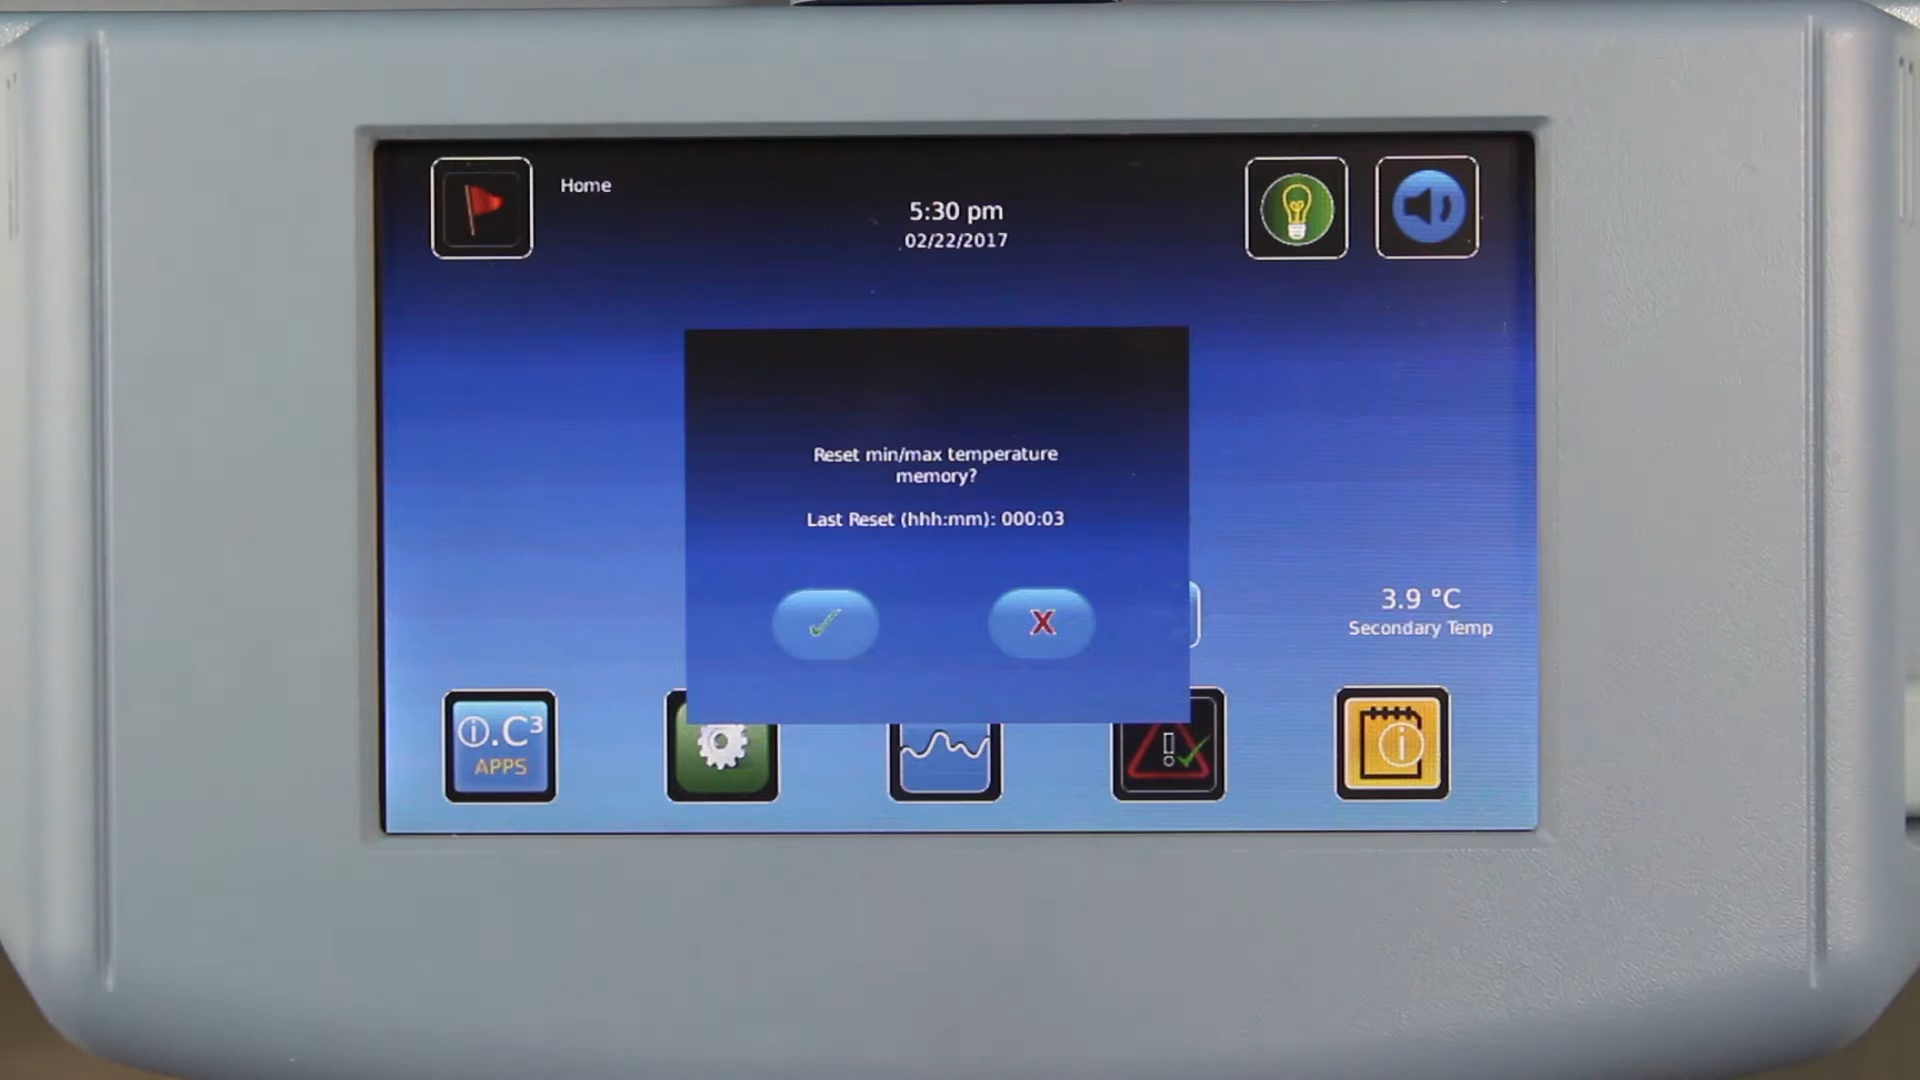 Home
5:30 pm
02/22/2017
Reset min/max temperature
memory?
Last Reset (hhh:mm): 000:03
X
3.9 °C
Secondary Temp
i.C³
APPS
!
i